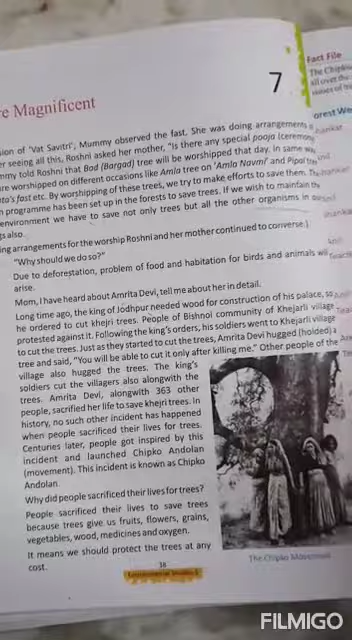 7
re Magnificent
sion of 'Vat Savitri', Mummy observed the fast. She was doing arrangements
er seeing all this, Roshni asked her mother, "Is there any special pooja (ceremony
mmy told Roshni that Bad (Bargad) tree will be worshipped that day. In same way
are worshipped on different occasions like Amla tree on 'Amla Navmi' and Pipal tree
fast etc. By worshipping of these trees, we try to make efforts to save them. The
n programme has been set up in the forests to save trees. If we wish to maintain the
environment we have to save not only trees but all the other organisms in our
gs also.
ing arrangements for the worship Roshni and her mother continued to converse.)
"Why should we do so?"
Due to deforestation, problem of food and habitation for birds and animals will
arise.
Mom, I have heard about Amrita Devi, tell me about her in detail.
Long time ago, the king of Jodhpur needed wood for construction of his palace, so
he ordered to cut khejri trees. People of Bishnoi community of Khejarli village
protested against it. Following the king's orders, his soldiers went to Khejarli village
to cut the trees. Just as they started to cut the trees, Amrita Devi hugged (holded) a
tree and said, "You will be able to cut it only after killing me." Other people of the
village also hugged the trees. The king's
soldiers cut the villagers also alongwith the
trees. Amrita Devi, alongwith 363 other
people, sacrificed her life to save khejri trees. In
history, no such other incident has happened
when people sacrificed their lives for trees.
Centuries later, people got inspired by this
incident and launched Chipko Andolan
(movement). This incident is known as Chipko
Andolan.
Why did people sacrificed their lives for trees?
People sacrificed their lives to save trees
because trees give us fruits, flowers, grains,
vegetables, wood, medicines and oxygen.
It means we should protect the trees at any
cost.
The Chipko Movement
38
Environmental Studies-5
Fact File
The Chipko
all over the
orest We
FILMIGO